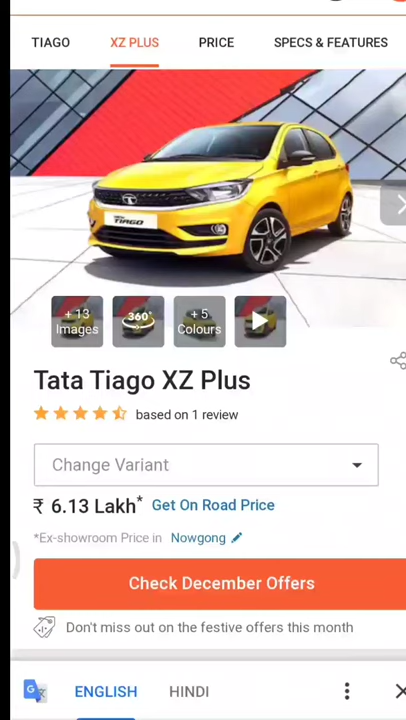 TIAGO XZ PLUS PRICE SPECS & FEATURES
TIAGO
+ 13 Images
360°
+ 5 Colours
Tata Tiago XZ Plus
based on 1 review
Change Variant
₹ 6.13 Lakh* Get On Road Price
*Ex-showroom Price in Nowgong
Check December Offers
Don't miss out on the festive offers this month
G ENGLISH HINDI